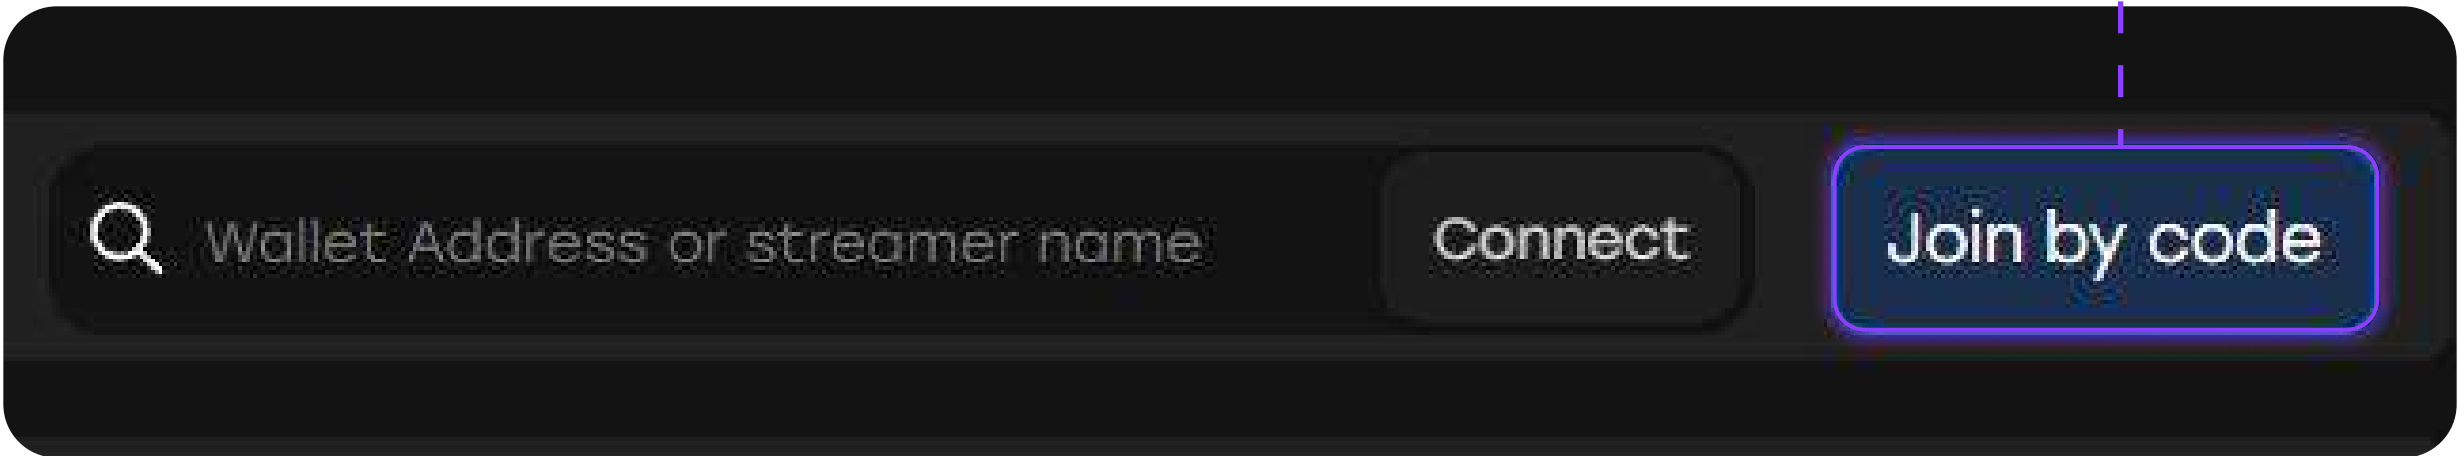 Wallet Address or streamer name
Connect
Join by code